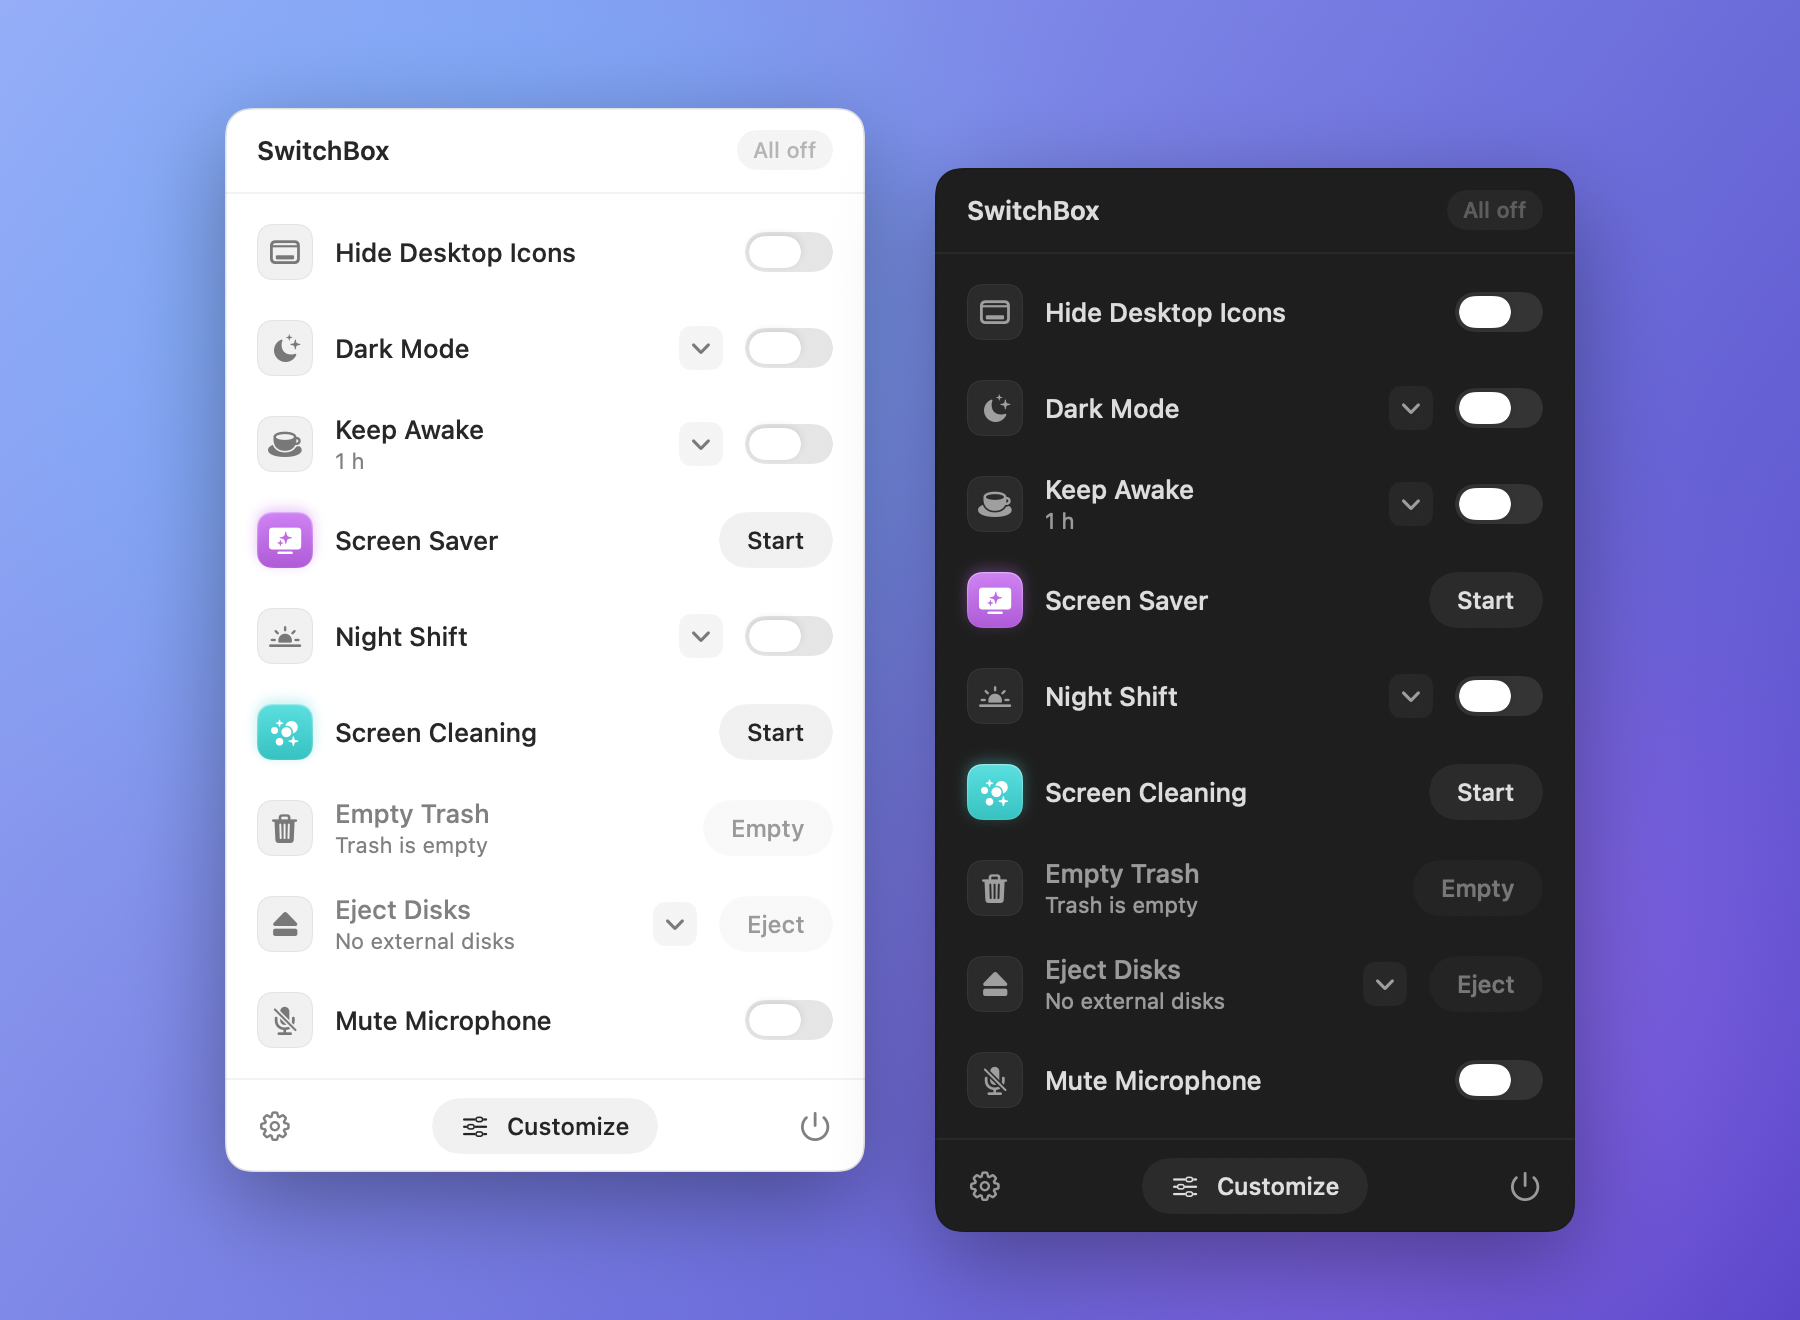 SwitchBox
All off
Hide Desktop Icons
Dark Mode
Keep Awake
1 h
Screen Saver
Start
Night Shift
Screen Cleaning
Start
Empty Trash
Trash is empty
Empty
Eject Disks
No external disks
Eject
Mute Microphone
Customize
SwitchBox
All off
Hide Desktop Icons
Dark Mode
Keep Awake
1 h
Screen Saver
Start
Night Shift
Screen Cleaning
Start
Empty Trash
Trash is empty
Empty
Eject Disks
No external disks
Eject
Mute Microphone
Customize